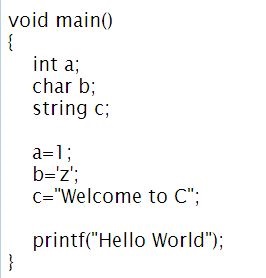 void main()
{
int a;
char b;
string c;
a=1;
b='z';
c="Welcome to C";
printf("Hello World");
}